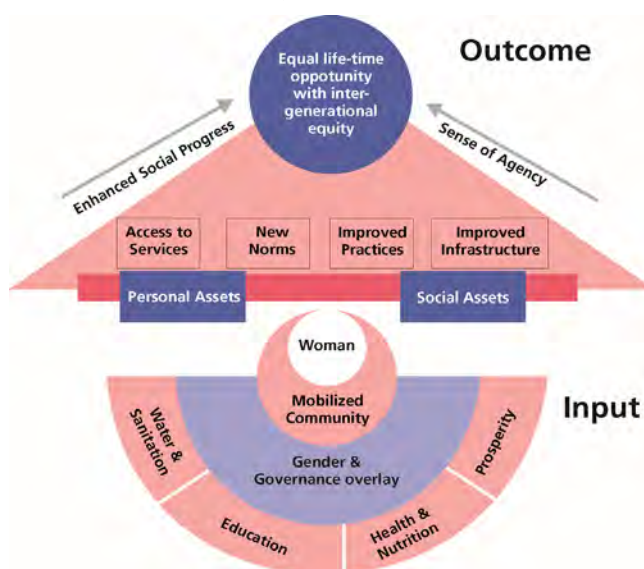 Outcome
Equal life-time
oppotunity
with inter-
generational
equity
Enhanced Social Progress
Sense of Agency
Access to
Services
New
Norms
Improved
Practices
Improved
Infrastructure
Personal Assets
Social Assets
Woman
Mobilized
Community
Input
Gender &
Governance overlay
Water &
Sanitation
Education
Health &
Nutrition
Prosperity